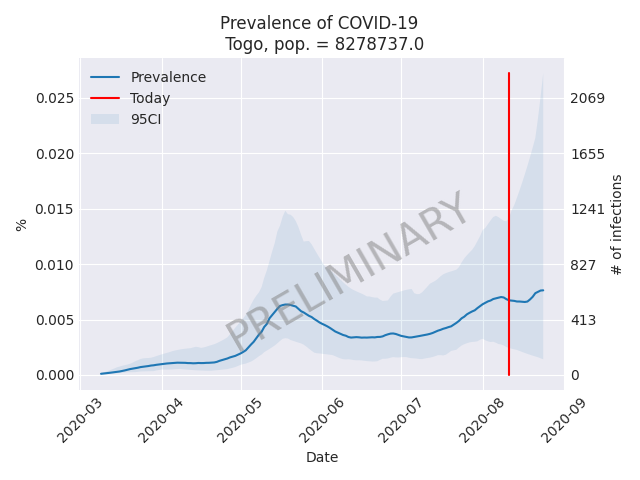 Prevalence of COVID-19
Togo, pop. = 8278737.0
Prevalence
Today
95CI
0.025
0.020
0.015
0.010
0.005
0.000
%
2069
1655
1241
827
413
0
# of infections
PRELIMINARY
2020-03
2020-04
2020-05
2020-06
2020-07
2020-08
2020-09
Date